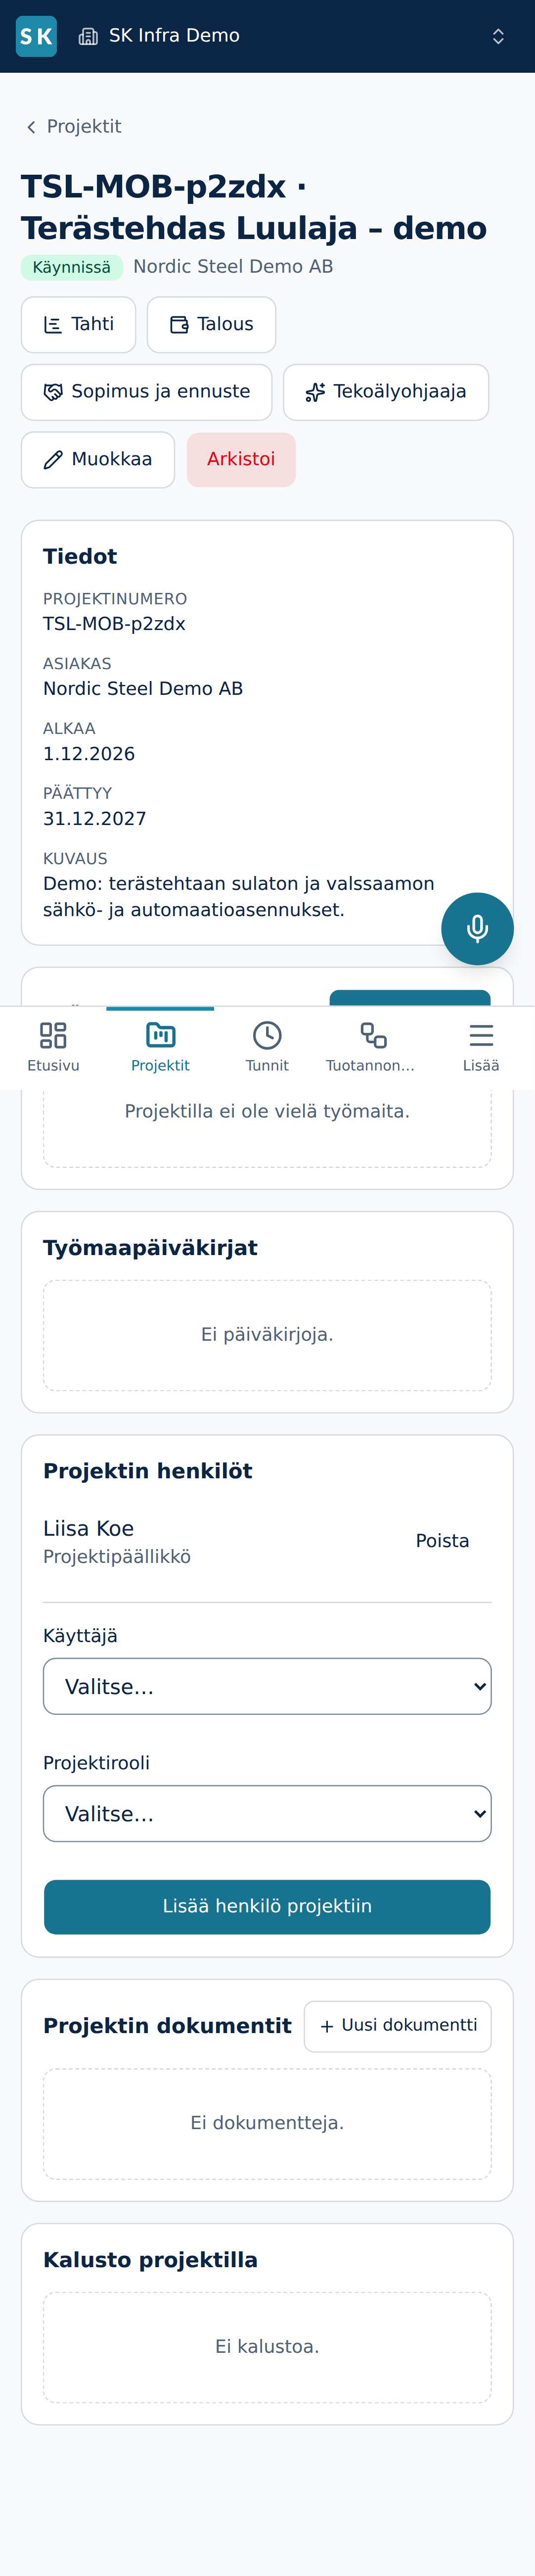 SK
SK Infra Demo
Projektit
TSL-MOB-p2zdx ·
Terästehdas Luulaja – demo
Käynnissä Nordic Steel Demo AB
Tahti
Talous
Sopimus ja ennuste
Tekoälyohjaaja
Muokkaa
Arkistoi
Tiedot
PROJEKTINUMERO
TSL-MOB-p2zdx
ASIAKAS
Nordic Steel Demo AB
ALKAA
1.12.2026
PÄÄTTYY
31.12.2027
KUVAUS
Demo: terästehtaan sulaton ja valssaamon
sähkö- ja automaatioasennukset.
Etusivu
Projektit
Tunnit
Tuotannon...
Lisää
Projektilla ei ole vielä työmaita.
Työmaapäiväkirjat
Ei päiväkirjoja.
Projektin henkilöt
Liisa Koe
Projektipäällikkö
Poista
Käyttäjä
Valitse...
Projektirooli
Valitse...
Lisää henkilö projektiin
Projektin dokumentit
+ Uusi dokumentti
Ei dokumentteja.
Kalusto projektilla
Ei kalustoa.